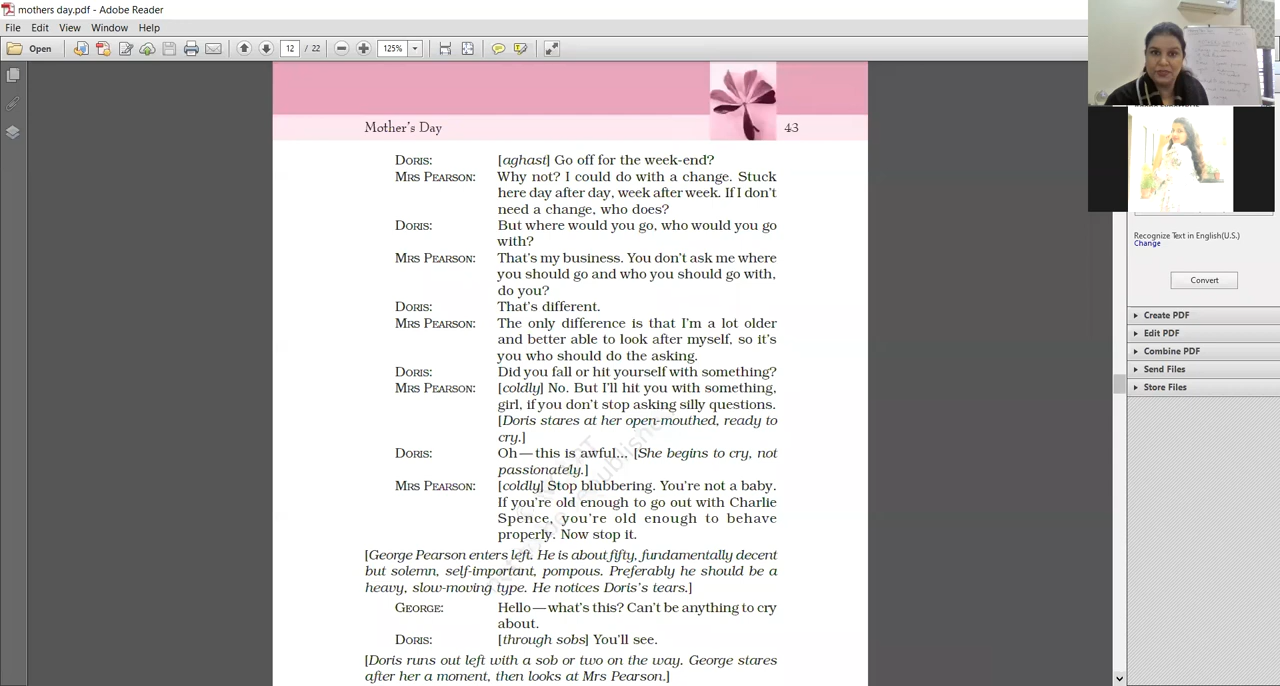 mothers day.pdf - Adobe Reader
File Edit View Window Help
Open 12 / 22 125%
Mother's Day 43
DORIS: [aghast] Go off for the week-end?
MRS PEARSON: Why not? I could do with a change. Stuck
here day after day, week after week. If I don't
need a change, who does?
DORIS: But where would you go, who would you go
with?
MRS PEARSON: That's my business. You don't ask me where
you should go and who you should go with,
do you?
DORIS: That's different.
MRS PEARSON: The only difference is that I'm a lot older
and better able to look after myself, so it's
you who should do the asking.
DORIS: Did you fall or hit yourself with something?
MRS PEARSON: [coldly] No. But I'll hit you with something,
girl, if you don't stop asking silly questions.
[Doris stares at her open-mouthed, ready to
cry.]
DORIS: Oh — this is awful... [She begins to cry, not
passionately.]
MRS PEARSON: [coldly] Stop blubbering. You're not a baby.
If you're old enough to go out with Charlie
Spence, you're old enough to behave
properly. Now stop it.
[George Pearson enters left. He is about fifty, fundamentally decent
but solemn, self-important, pompous. Preferably he should be a
heavy, slow-moving type. He notices Doris's tears.]
GEORGE: Hello — what's this? Can't be anything to cry
about.
DORIS: [through sobs] You'll see.
[Doris runs out left with a sob or two on the way. George stares
after her a moment, then looks at Mrs Pearson.]
Recognize Text in English(U.S.)
Change
Convert
Create PDF
Edit PDF
Combine PDF
Send Files
Store Files